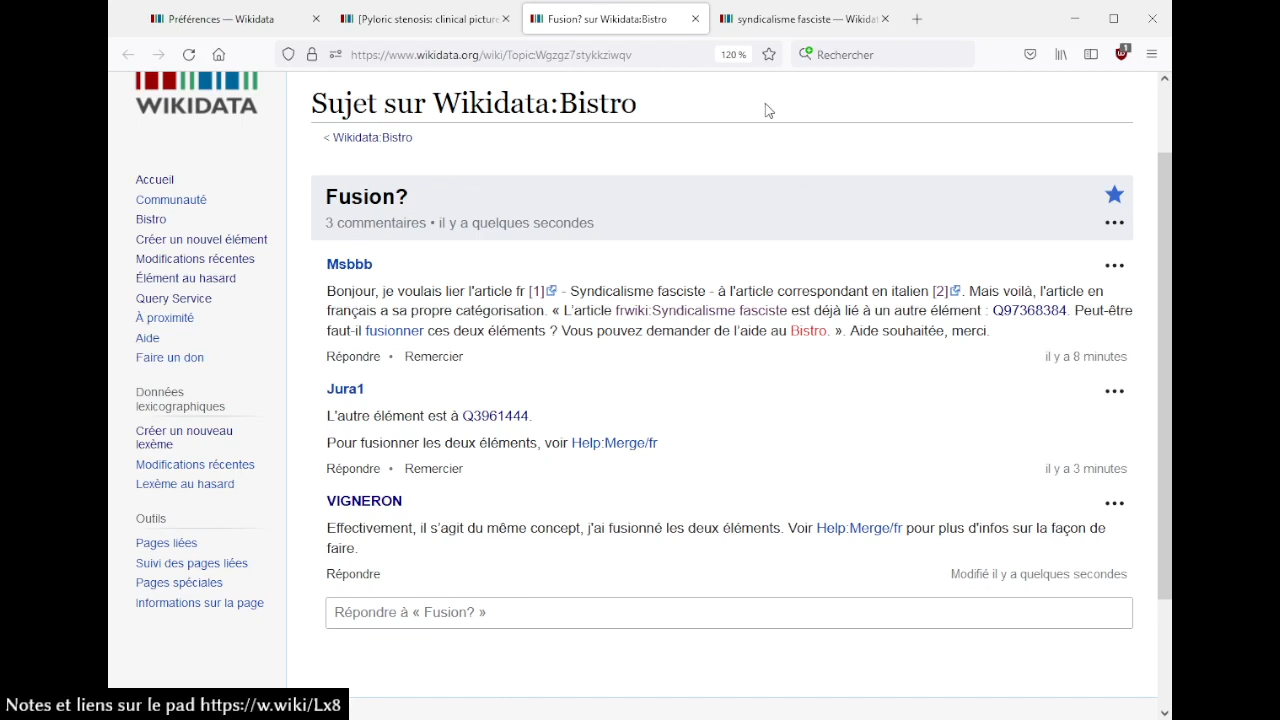 Préférences — Wikidata
[Pyloric stenosis: clinical picture
Fusion? sur Wikidata:Bistro
syndicalisme fasciste — Wikidat
https://www.wikidata.org/wiki/Topic:Wgzgz7stykkziwqv
120 %
Rechercher
1
WIKIDATA
Sujet sur Wikidata:Bistro
< Wikidata:Bistro
Accueil
Communauté
Bistro
Créer un nouvel élément
Modifications récentes
Élément au hasard
Query Service
À proximité
Aide
Faire un don
Données
lexicographiques
Créer un nouveau
lexème
Modifications récentes
Lexème au hasard
Outils
Pages liées
Suivi des pages liées
Pages spéciales
Informations sur la page
Fusion?
3 commentaires • il y a quelques secondes
Msbbb
Bonjour, je voulais lier l'article fr [1] - Syndicalisme fasciste - à l'article correspondant en italien [2]. Mais voilà, l'article en
français a sa propre catégorisation. « L’article frwiki:Syndicalisme fasciste est déjà lié à un autre élément : Q97368384. Peut-être
faut-il fusionner ces deux éléments ? Vous pouvez demander de l’aide au Bistro. ». Aide souhaitée, merci.
Répondre • Remercier
il y a 8 minutes
Jura1
L'autre élément est à Q3961444.
Pour fusionner les deux éléments, voir Help:Merge/fr
Répondre • Remercier
il y a 3 minutes
VIGNERON
Effectivement, il s’agit du même concept, j'ai fusionné les deux éléments. Voir Help:Merge/fr pour plus d'infos sur la façon de
faire.
Répondre
Modifié il y a quelques secondes
Répondre à « Fusion? »
Notes et liens sur le pad https://w.wiki/Lx8